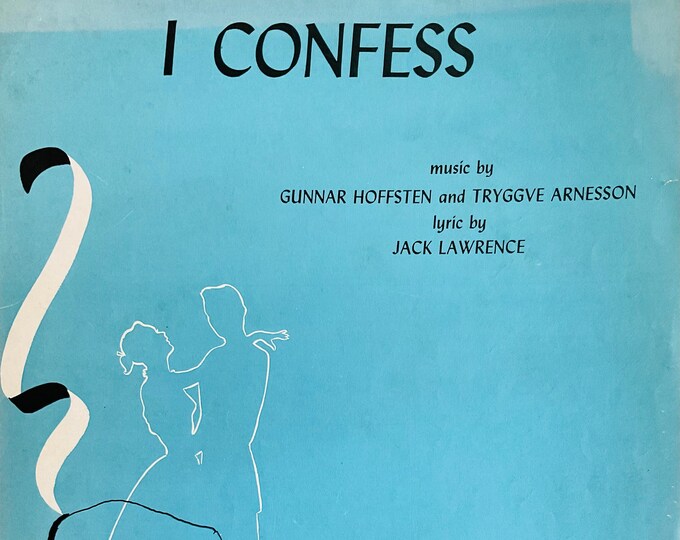 I CONFESS
music by
GUNNAR HOFFSTEN and TRYGGVE ARNESSON
lyric by
JACK LAWRENCE